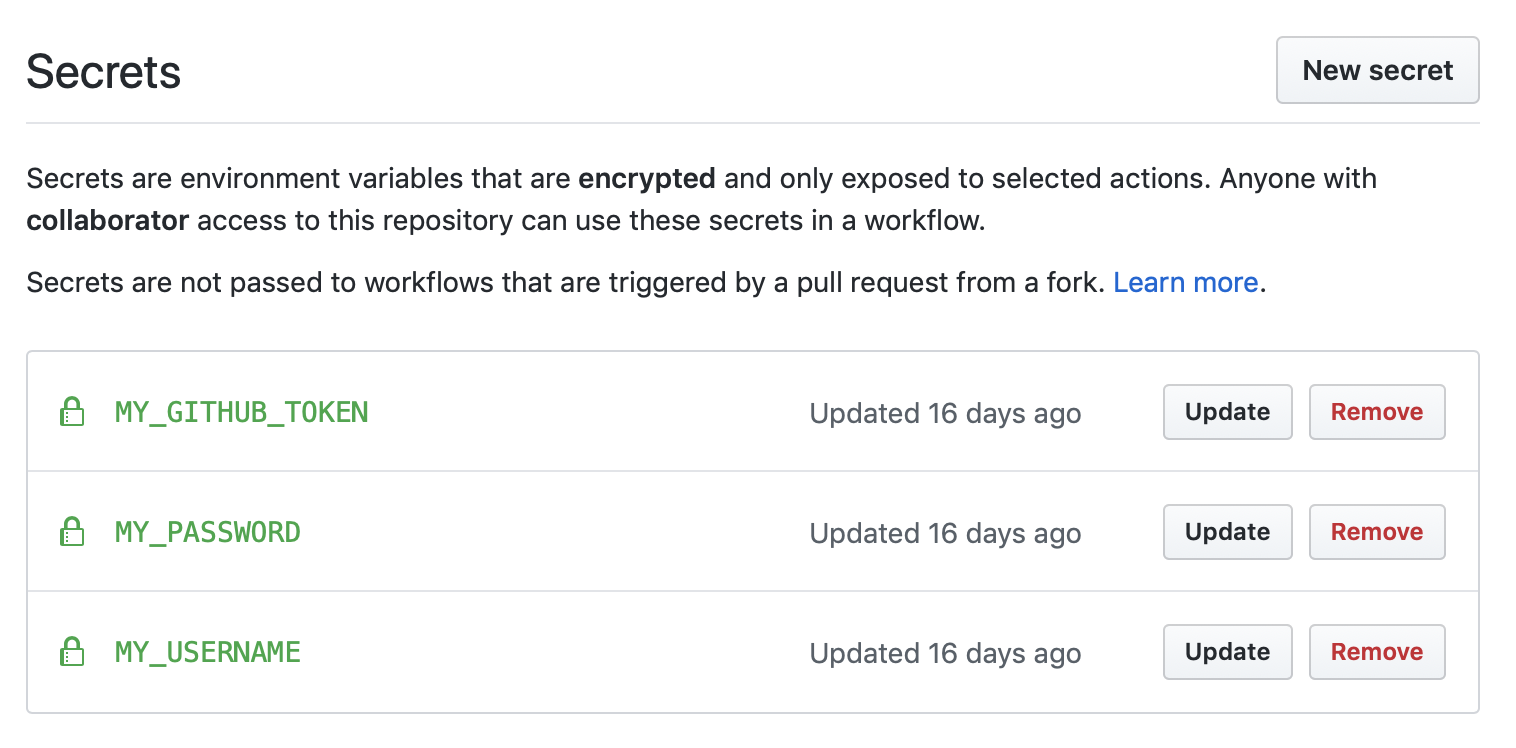 Secrets
New secret
Secrets are environment variables that are encrypted and only exposed to selected actions. Anyone with
collaborator access to this repository can use these secrets in a workflow.
Secrets are not passed to workflows that are triggered by a pull request from a fork. Learn more.
MY_GITHUB_TOKEN Updated 16 days ago Update Remove
MY_PASSWORD Updated 16 days ago Update Remove
MY_USERNAME Updated 16 days ago Update Remove